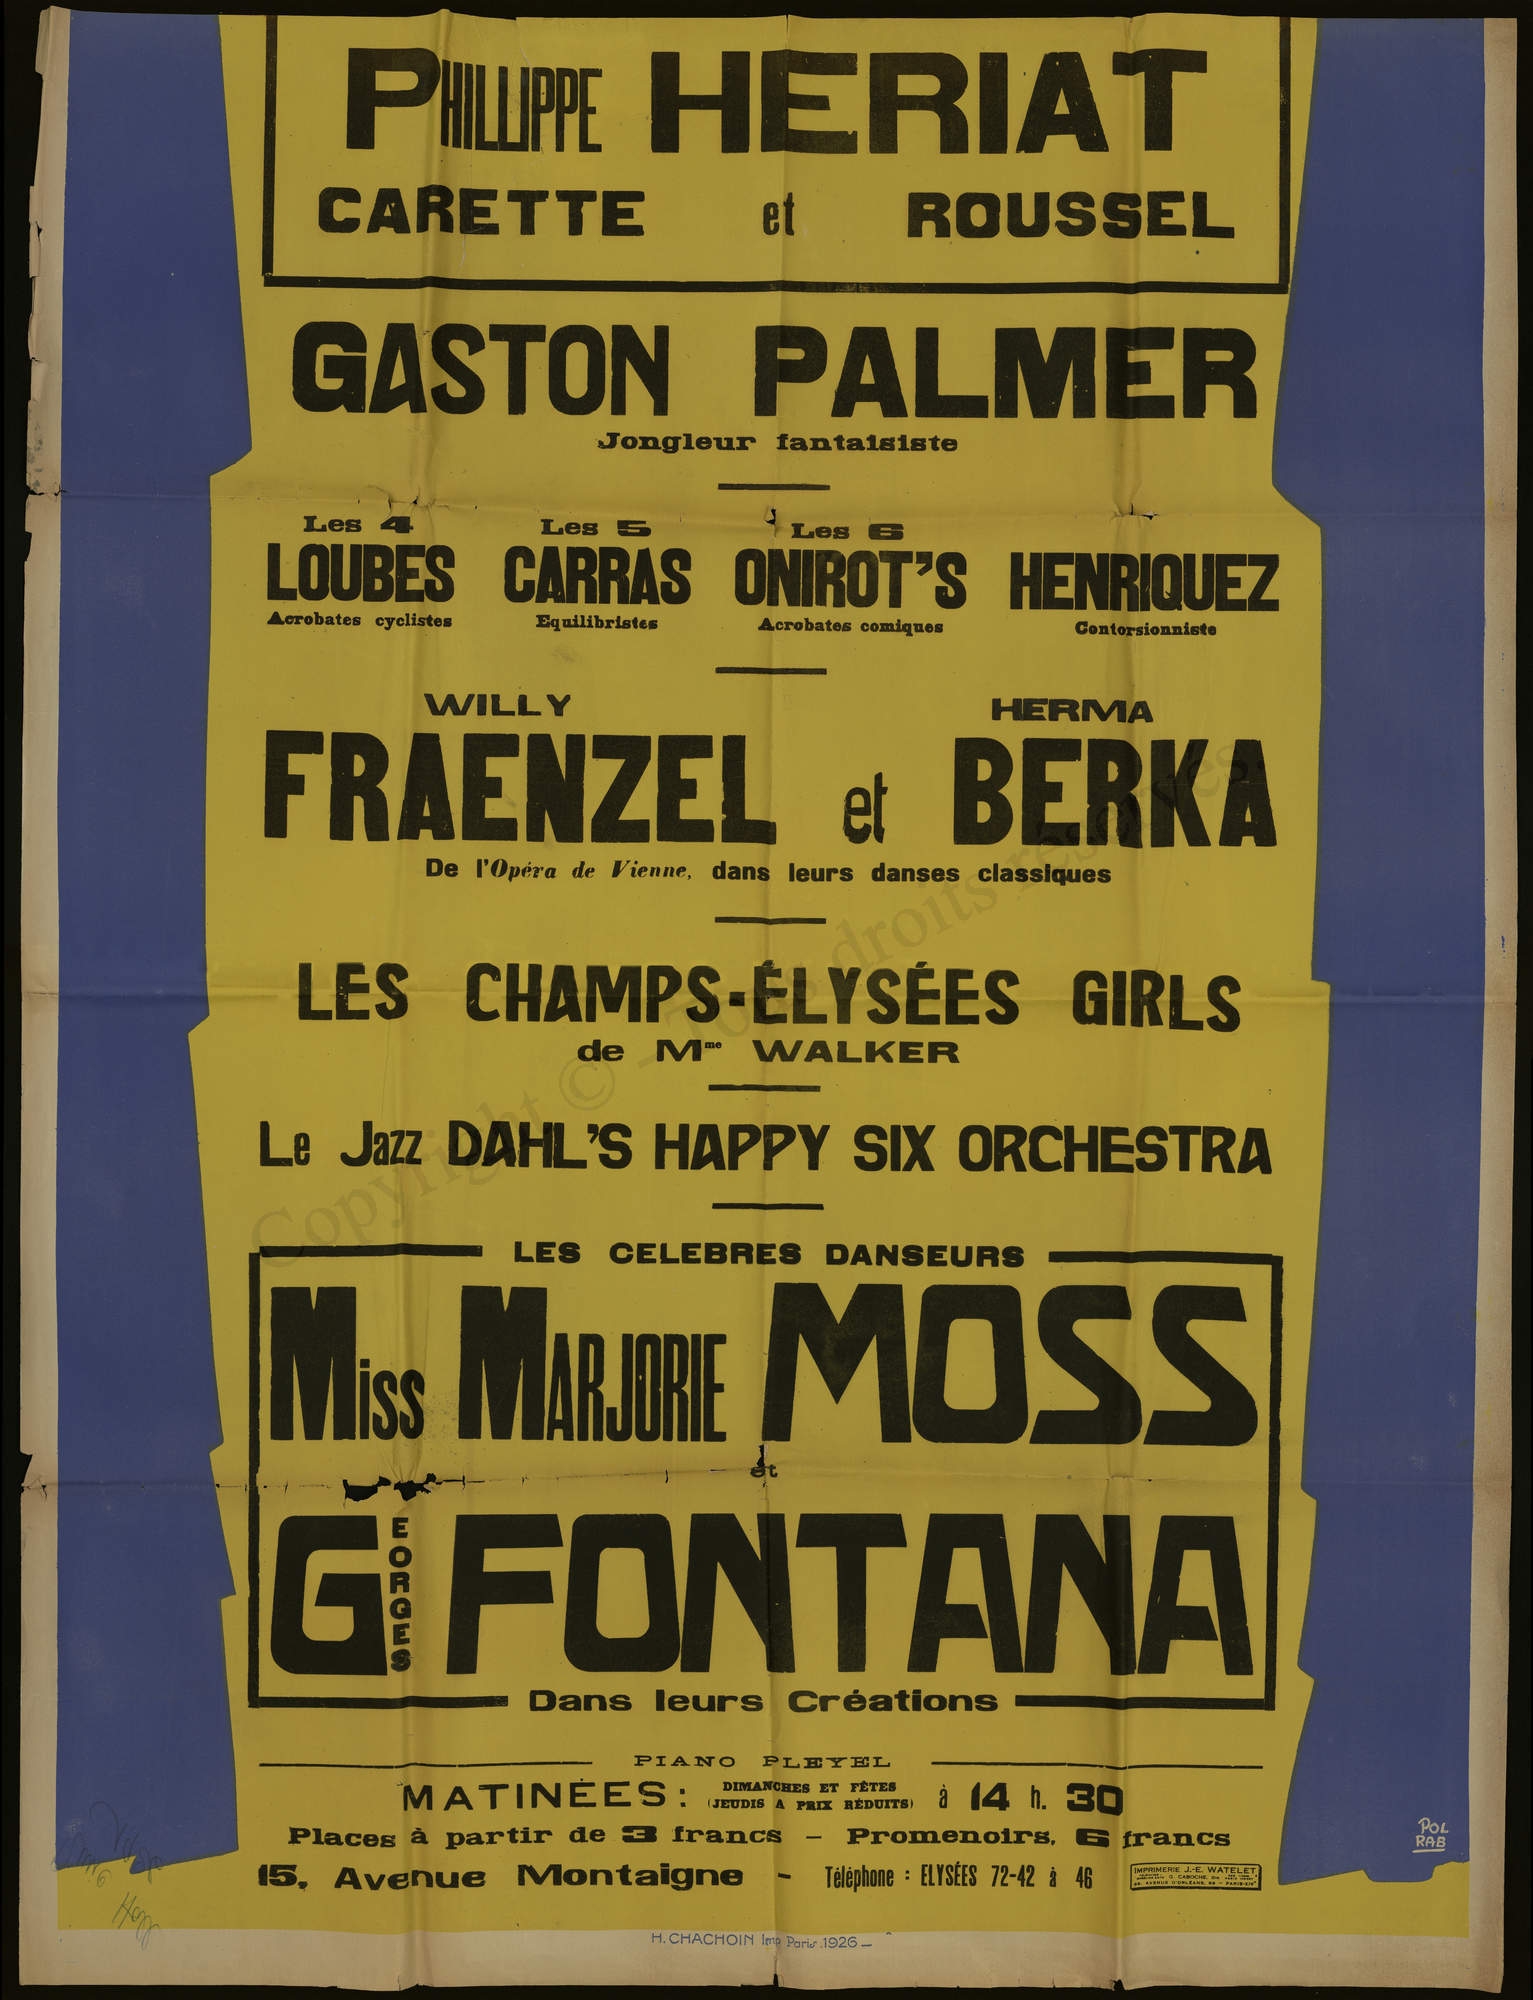 PHILLIPPE HERIAT
CARETTE et ROUSSEL
GASTON PALMER
Jongleur fantaisiste
Les 4
LOUBES
Acrobates cyclistes
Les 5
CARRAS
Equilibristes
Les 6
ONIROT'S
Acrobates comiques
HENRIQUEZ
Contorsionniste
WILLY
FRAENZEL et
HERMA
BERKA
De l'Opéra de Vienne, dans leurs danses classiques
LES CHAMPS-ÉLYSÉES GIRLS
de Mme WALKER
Le Jazz DAHL'S HAPPY SIX ORCHESTRA
LES CELEBRES DANSEURS
Miss MARJORIE MOSS
et
GEORGES FONTANA
Dans leurs Créations
PIANO PLEYEL
MATINÉES : DIMANCHES ET FÊTES à 14 h. 30
(JEUDIS A PRIX RÉDUITS)
Places à partir de 3 francs - Promenoirs, 6 francs
15, Avenue Montaigne - Téléphone : ELYSÉES 72-42 à 46
IMPRIMERIE J.-E. WATELET
POL
RAB
H. CHACHOIN Imp Paris. 1926 _
Copyright © - Tous droits réservés.